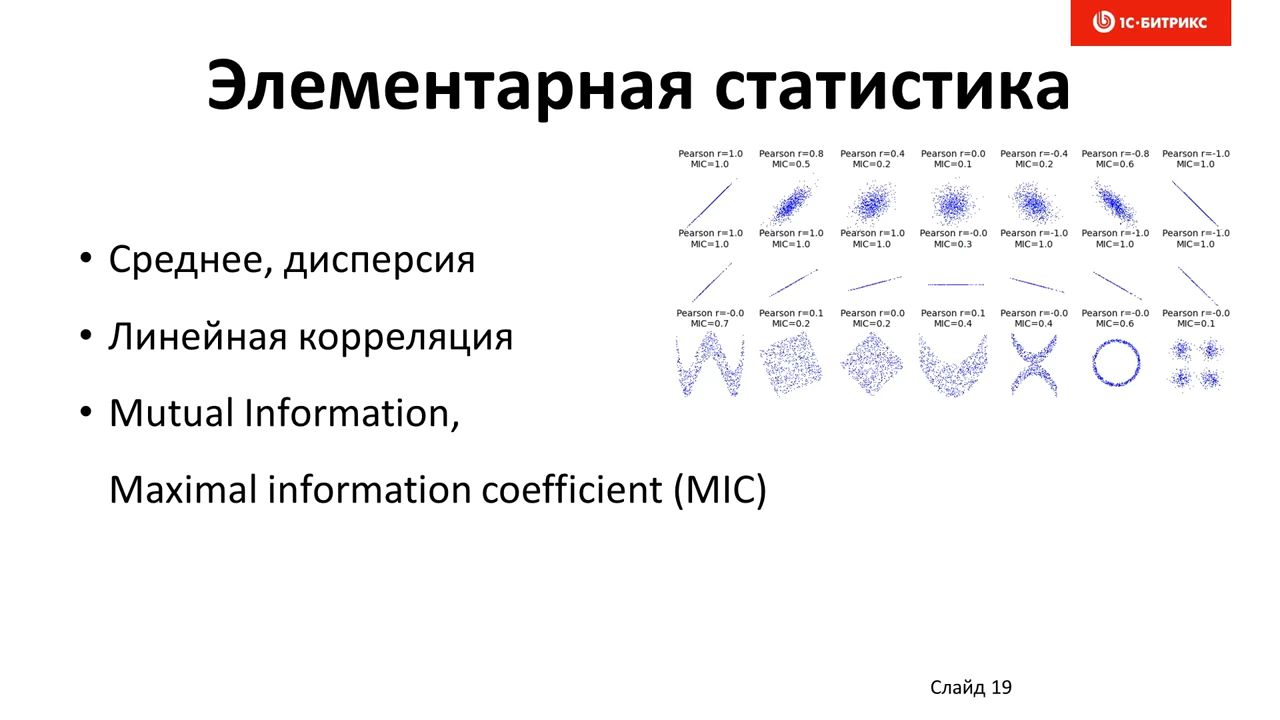 1С·БИТРИКС
Элементарная статистика
Pearson r=1.0 Pearson r=0.8 Pearson r=0.4 Pearson r=0.0 Pearson r=-0.4 Pearson r=-0.8 Pearson r=-1.0
MIC=1.0 MIC=0.5 MIC=0.2 MIC=0.1 MIC=0.2 MIC=0.6 MIC=1.0
Pearson r=1.0 Pearson r=1.0 Pearson r=1.0 Pearson r=-0.0 Pearson r=-1.0 Pearson r=-1.0 Pearson r=-1.0
MIC=1.0 MIC=1.0 MIC=1.0 MIC=0.3 MIC=1.0 MIC=1.0 MIC=1.0
Pearson r=-0.0 Pearson r=0.1 Pearson r=0.0 Pearson r=0.1 Pearson r=-0.0 Pearson r=-0.0 Pearson r=-0.0
MIC=0.7 MIC=0.2 MIC=0.2 MIC=0.4 MIC=0.4 MIC=0.6 MIC=0.1
• Среднее, дисперсия
• Линейная корреляция
• Mutual Information,
Maximal information coefficient (MIC)
Слайд 19